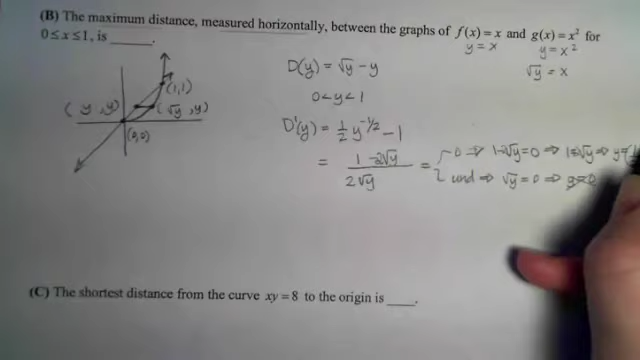 (B) The maximum distance, measured horizontally, between the graphs of f(x) = x and g(x) = x² for
0 ≤ x ≤ 1, is ______.
y = x
y = x²
√y = x
D(y) = √y − y
0 < y < 1
(1,1)
(y, y)
(√y, y)
(0,0)
D'(y) = 1/2 y^(-1/2) − 1
= (1−2√y)/(2√y) = { 0 ⇒ 1−2√y = 0 ⇒ 1=2√y ⇒ y=
und ⇒ √y = 0 ⇒ y=0
(C) The shortest distance from the curve xy = 8 to the origin is ____.